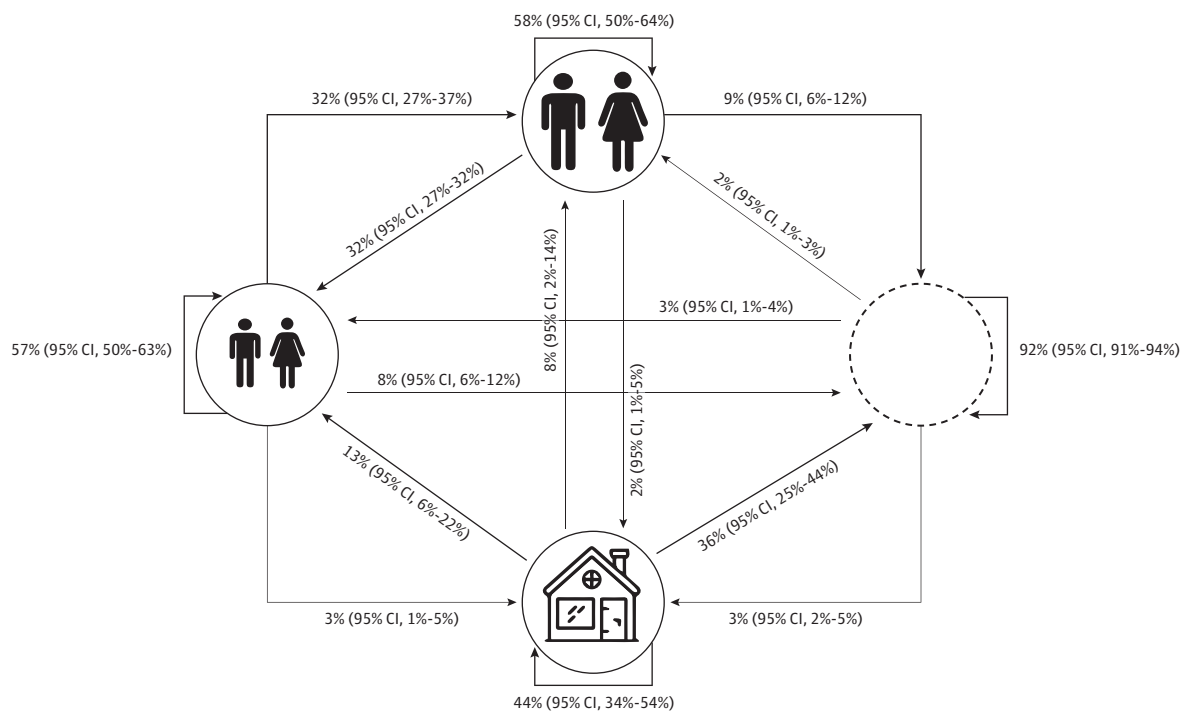 58% (95% CI, 50%-64%)
32% (95% CI, 27%-37%)
9% (95% CI, 6%-12%)
32% (95% CI, 27%-32%)
2% (95% CI, 1%-3%)
8% (95% CI, 2%-14%)
3% (95% CI, 1%-4%)
57% (95% CI, 50%-63%)
92% (95% CI, 91%-94%)
8% (95% CI, 6%-12%)
2% (95% CI, 1%-5%)
13% (95% CI, 6%-22%)
36% (95% CI, 25%-44%)
3% (95% CI, 1%-5%)
3% (95% CI, 2%-5%)
44% (95% CI, 34%-54%)